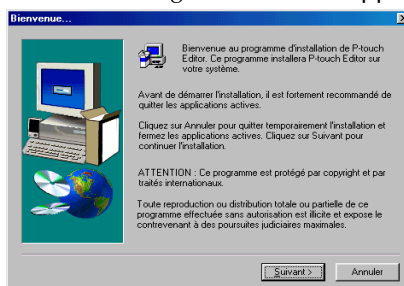 Bienvenue...
Bienvenue au programme d'installation de P-touch
Editor. Ce programme installera P-touch Editor sur
votre système.
Avant de démarrer l'installation, il est fortement recommandé de
quitter les applications actives.
Cliquez sur Annuler pour quitter temporairement l'installation et
fermez les applications actives. Cliquez sur Suivant pour
continuer l'installation.
ATTENTION : Ce programme est protégé par copyright et par
traités internationaux.
Toute reproduction ou distribution totale ou partielle de ce
programme effectuée sans autorisation est illicite et expose le
contrevenant à des poursuites judiciaires maximales.
Suivant >
Annuler